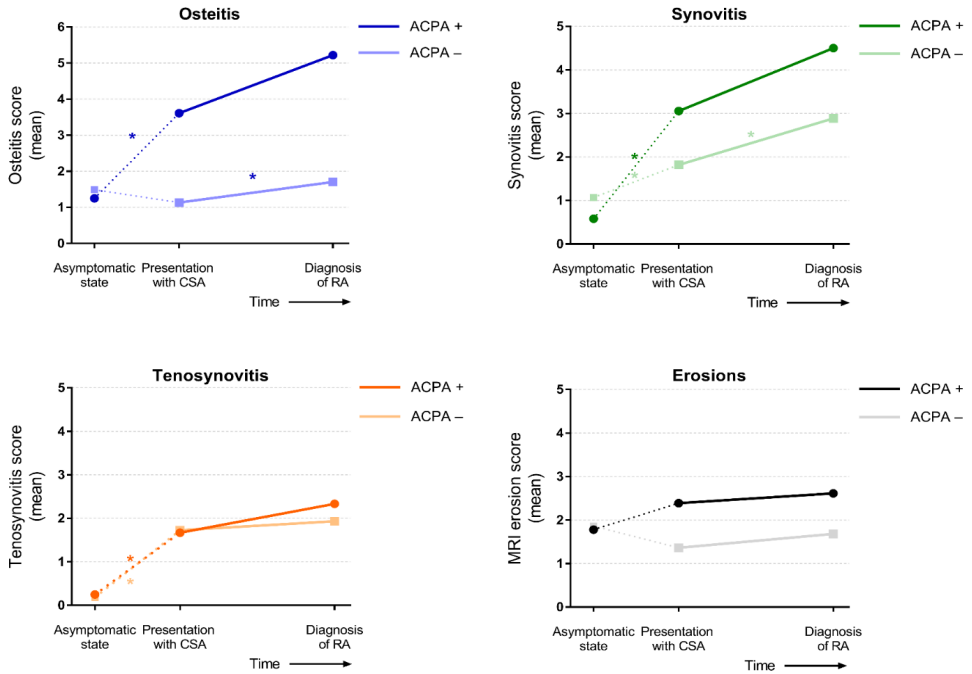 Osteitis
ACPA +
ACPA –
Osteitis score
(mean)
6
5
4
3
2
1
0
*
*
Asymptomatic
state
Presentation
with CSA
Diagnosis
of RA
Time
Synovitis
ACPA +
ACPA –
Synovitis score
(mean)
5
4
3
2
1
0
*
*
*
Asymptomatic
state
Presentation
with CSA
Diagnosis
of RA
Time
Tenosynovitis
ACPA +
ACPA –
Tenosynovitis score
(mean)
5
4
3
2
1
0
*
*
Asymptomatic
state
Presentation
with CSA
Diagnosis
of RA
Time
Erosions
ACPA +
ACPA –
MRI erosion score
(mean)
5
4
3
2
1
0
Asymptomatic
state
Presentation
with CSA
Diagnosis
of RA
Time